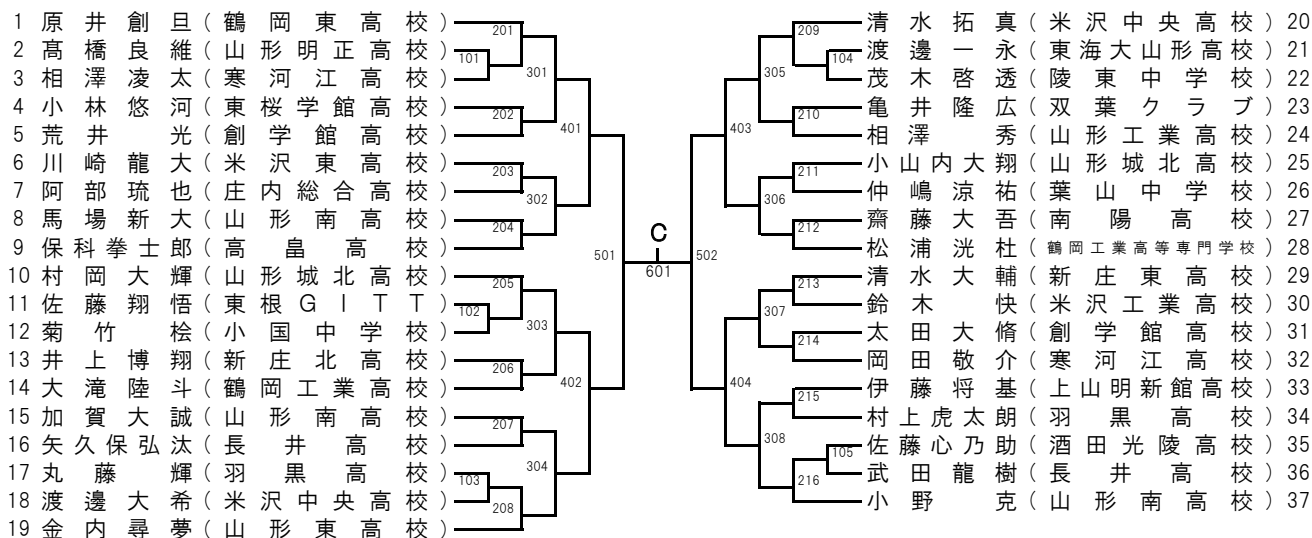 1 原井創旦(鶴岡東高校)
2 髙橋良維(山形明正高校)
3 相澤凌太(寒河江高校)
4 小林悠河(東桜学館高校)
5 荒井光(創学館高校)
6 川崎龍大(米沢東高校)
7 阿部琉也(庄内総合高校)
8 馬場新大(山形南高校)
9 保科拳士郎(高畠高校)
10 村岡大輝(山形城北高校)
11 佐藤翔悟(東根GITT)
12 菊竹桧(小国中学校)
13 井上博翔(新庄北高校)
14 大滝陸斗(鶴岡工業高校)
15 加賀大誠(山形南高校)
16 矢久保弘汰(長井高校)
17 丸藤輝(羽黒高校)
18 渡邊大希(米沢中央高校)
19 金内尋夢(山形東高校)
201
101
301
202
401
203
302
204
501
205
102
303
206
402
207
304
103
208
C
601
209
104
305
210
403
211
306
212
502
213
307
214
404
215
308
105
216
清水拓真(米沢中央高校) 20
渡邊一永(東海大山形高校) 21
茂木啓透(陵東中学校) 22
亀井隆広(双葉クラブ) 23
相澤秀(山形工業高校) 24
小山内大翔(山形城北高校) 25
仲嶋涼祐(葉山中学校) 26
齋藤大吾(南陽高校) 27
松浦洸杜(鶴岡工業高等専門学校) 28
清水大輔(新庄東高校) 29
鈴木快(米沢工業高校) 30
太田大脩(創学館高校) 31
岡田敬介(寒河江高校) 32
伊藤将基(上山明新館高校) 33
村上虎太朗(羽黒高校) 34
佐藤心乃助(酒田光陵高校) 35
武田龍樹(長井高校) 36
小野克(山形南高校) 37